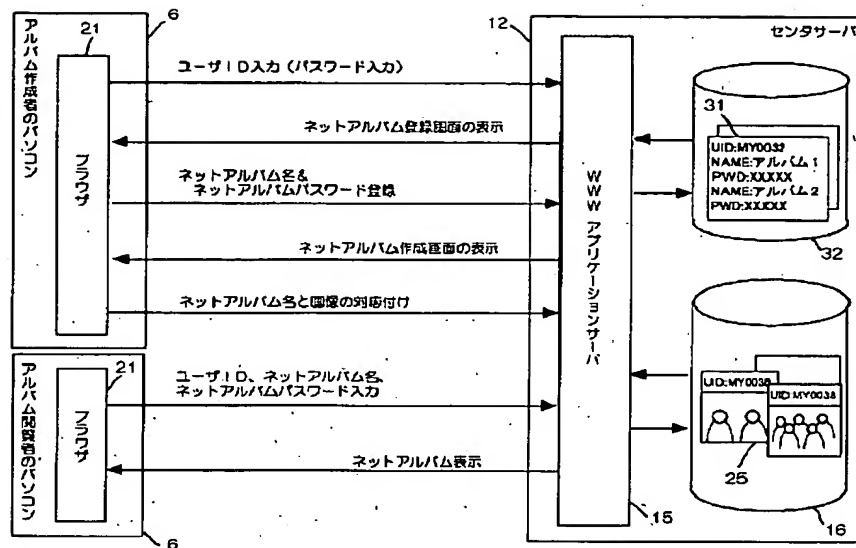 6
アルバム作成者のパソコン
21
ブラウザ
ユーザID入力（パスワード入力）
ネットアルバム登録画面の表示
ネットアルバム名&
ネットアルバムパスワード登録
ネットアルバム作成画面の表示
ネットアルバム名と画像の対応付け
アルバム閲覧者のパソコン
21
ブラウザ
ユーザID、ネットアルバム名、
ネットアルバムパスワード入力
ネットアルバム表示
6
12
センタサーバ
WWWアプリケーションサーバ
15
31
UID:MY0032
NAME:アルバム1
PWD:XXXXX
NAME:アルバム2
PWD:XXXXX
32
UID:MY0038
UID:MY0038
25
16